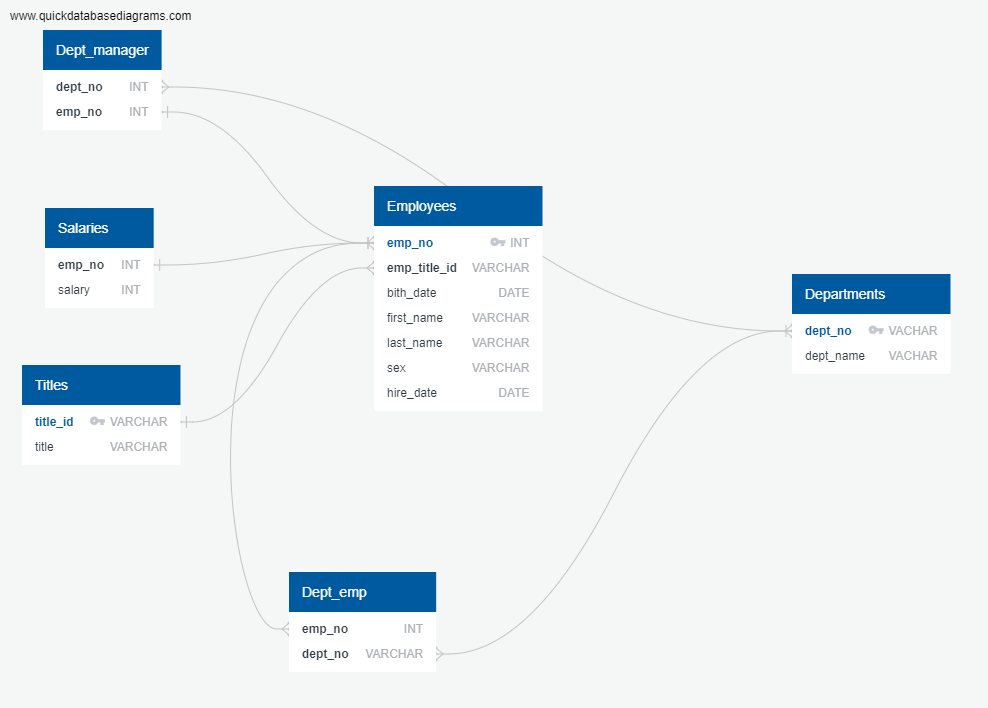 www.quickdatabasediagrams.com
Dept_manager
dept_no INT
emp_no INT
Salaries
emp_no INT
salary INT
Titles
title_id VARCHAR
title VARCHAR
Employees
emp_no INT
emp_title_id VARCHAR
bith_date DATE
first_name VARCHAR
last_name VARCHAR
sex VARCHAR
hire_date DATE
Departments
dept_no VACHAR
dept_name VACHAR
Dept_emp
emp_no INT
dept_no VARCHAR